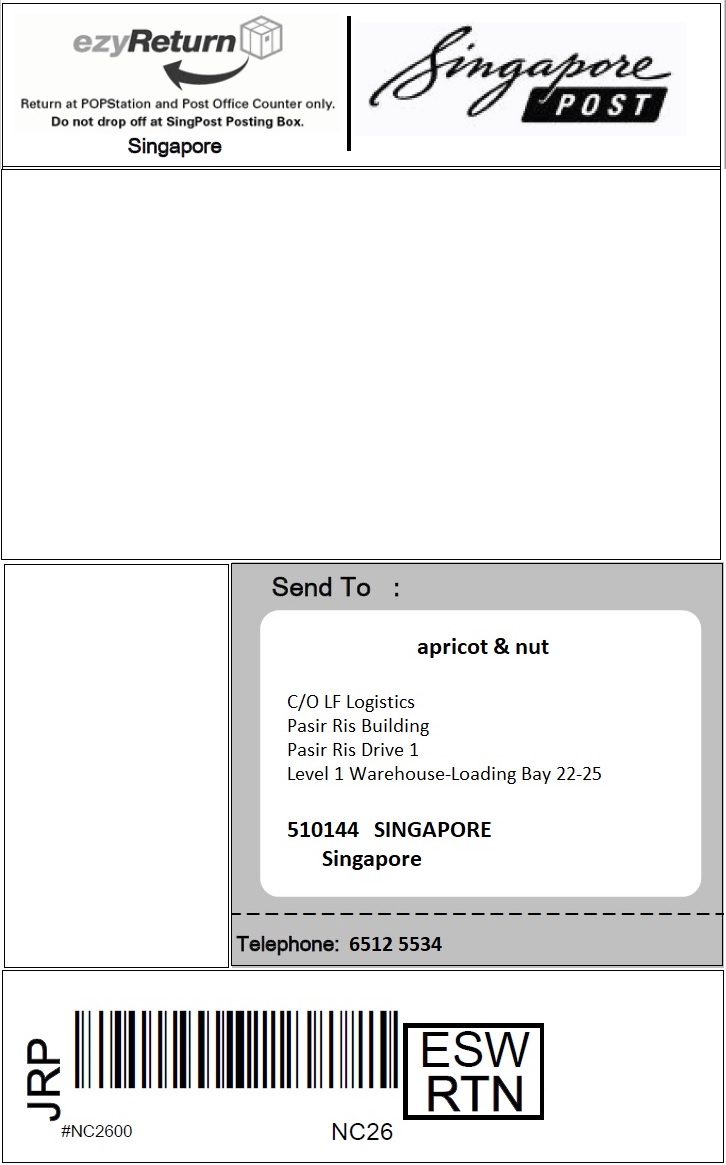 ezyReturn
Return at POPStation and Post Office Counter only.
Do not drop off at SingPost Posting Box.
Singapore
Singapore
POST
Send To :
apricot & nut
C/O LF Logistics
Pasir Ris Building
Pasir Ris Drive 1
Level 1 Warehouse-Loading Bay 22-25
510144 SINGAPORE
Singapore
Telephone: 6512 5534
JRP
ESW
RTN
#NC2600
NC26